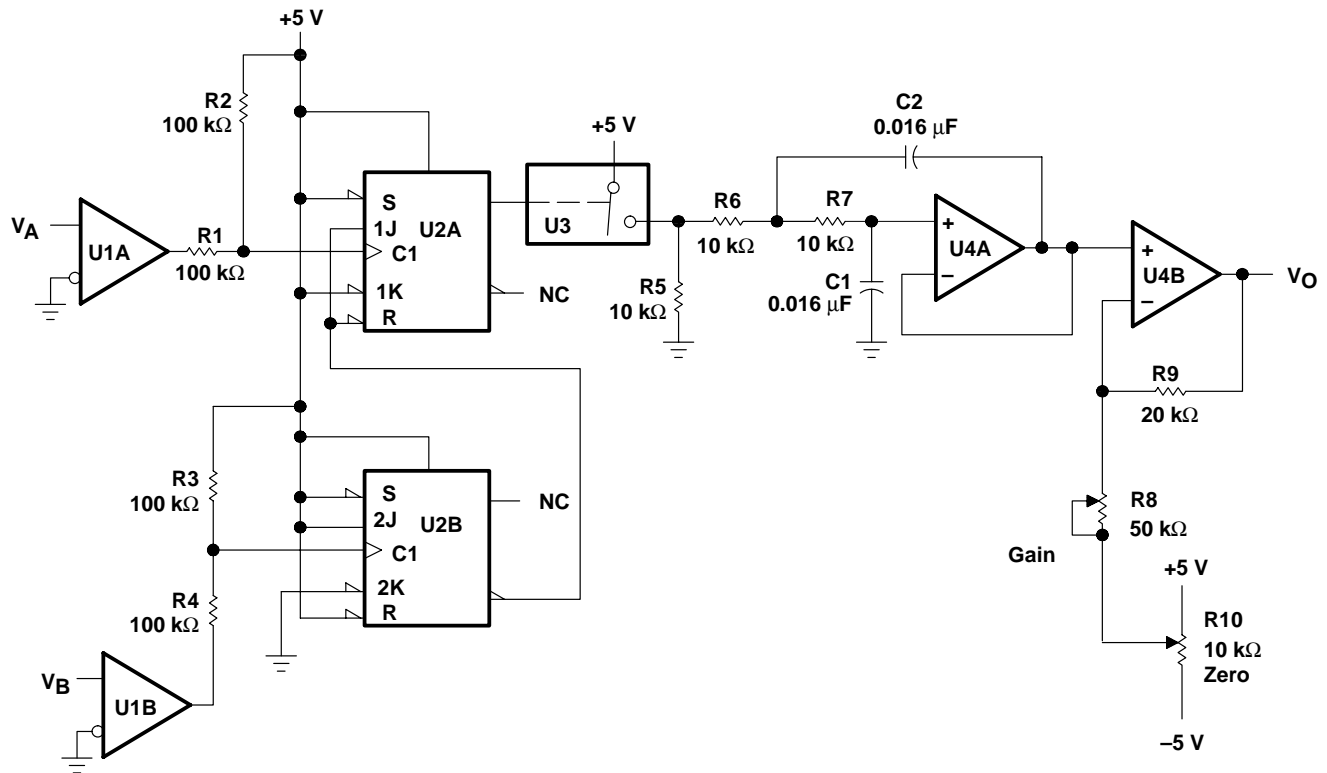 +5 V
R2
100 kΩ
C2
0.016 μF
+5 V
VA
U1A
R1
100 kΩ
S
1J
C1
1K
R
U2A
NC
U3
R6
10 kΩ
R7
10 kΩ
R5
10 kΩ
C1
0.016 μF
+
–
U4A
+
–
U4B
VO
R9
20 kΩ
R3
100 kΩ
S
2J
C1
2K
R
U2B
NC
R8
50 kΩ
Gain
R4
100 kΩ
+5 V
R10
10 kΩ
Zero
–5 V
VB
U1B